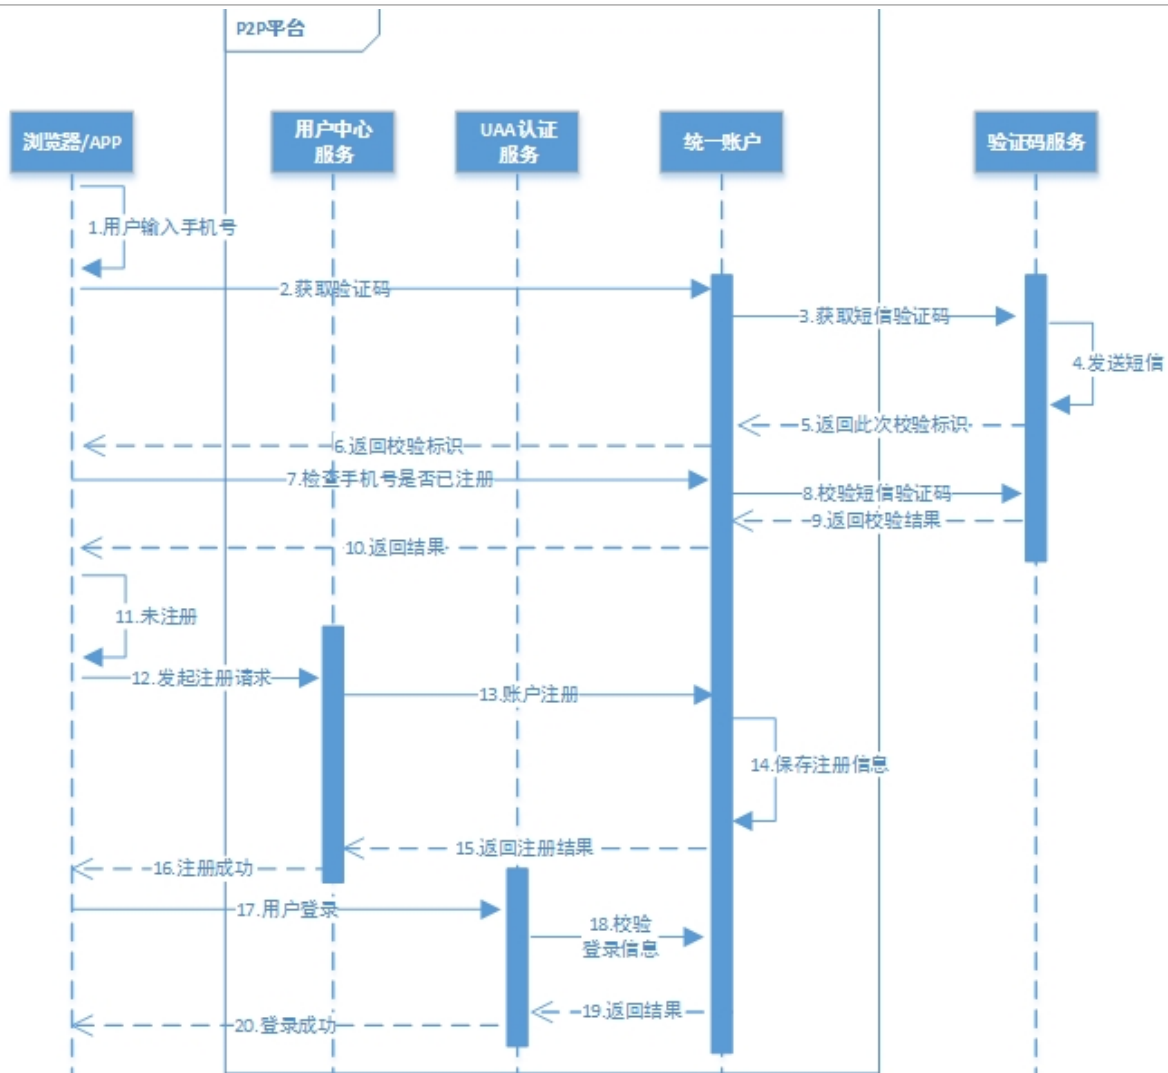 P2P平台
浏览器/APP
用户中心
服务
UAA认证
服务
统一账户
验证码服务
1.用户输入手机号
2.获取验证码
3.获取短信验证码
4.发送短信
5.返回此次校验标识
6.返回校验标识
7.检查手机号是否已注册
8.校验短信验证码
9.返回校验结果
10.返回结果
11.未注册
12.发起注册请求
13.账户注册
14.保存注册信息
15.返回注册结果
16.注册成功
17.用户登录
18.校验
登录信息
19.返回结果
20.登录成功